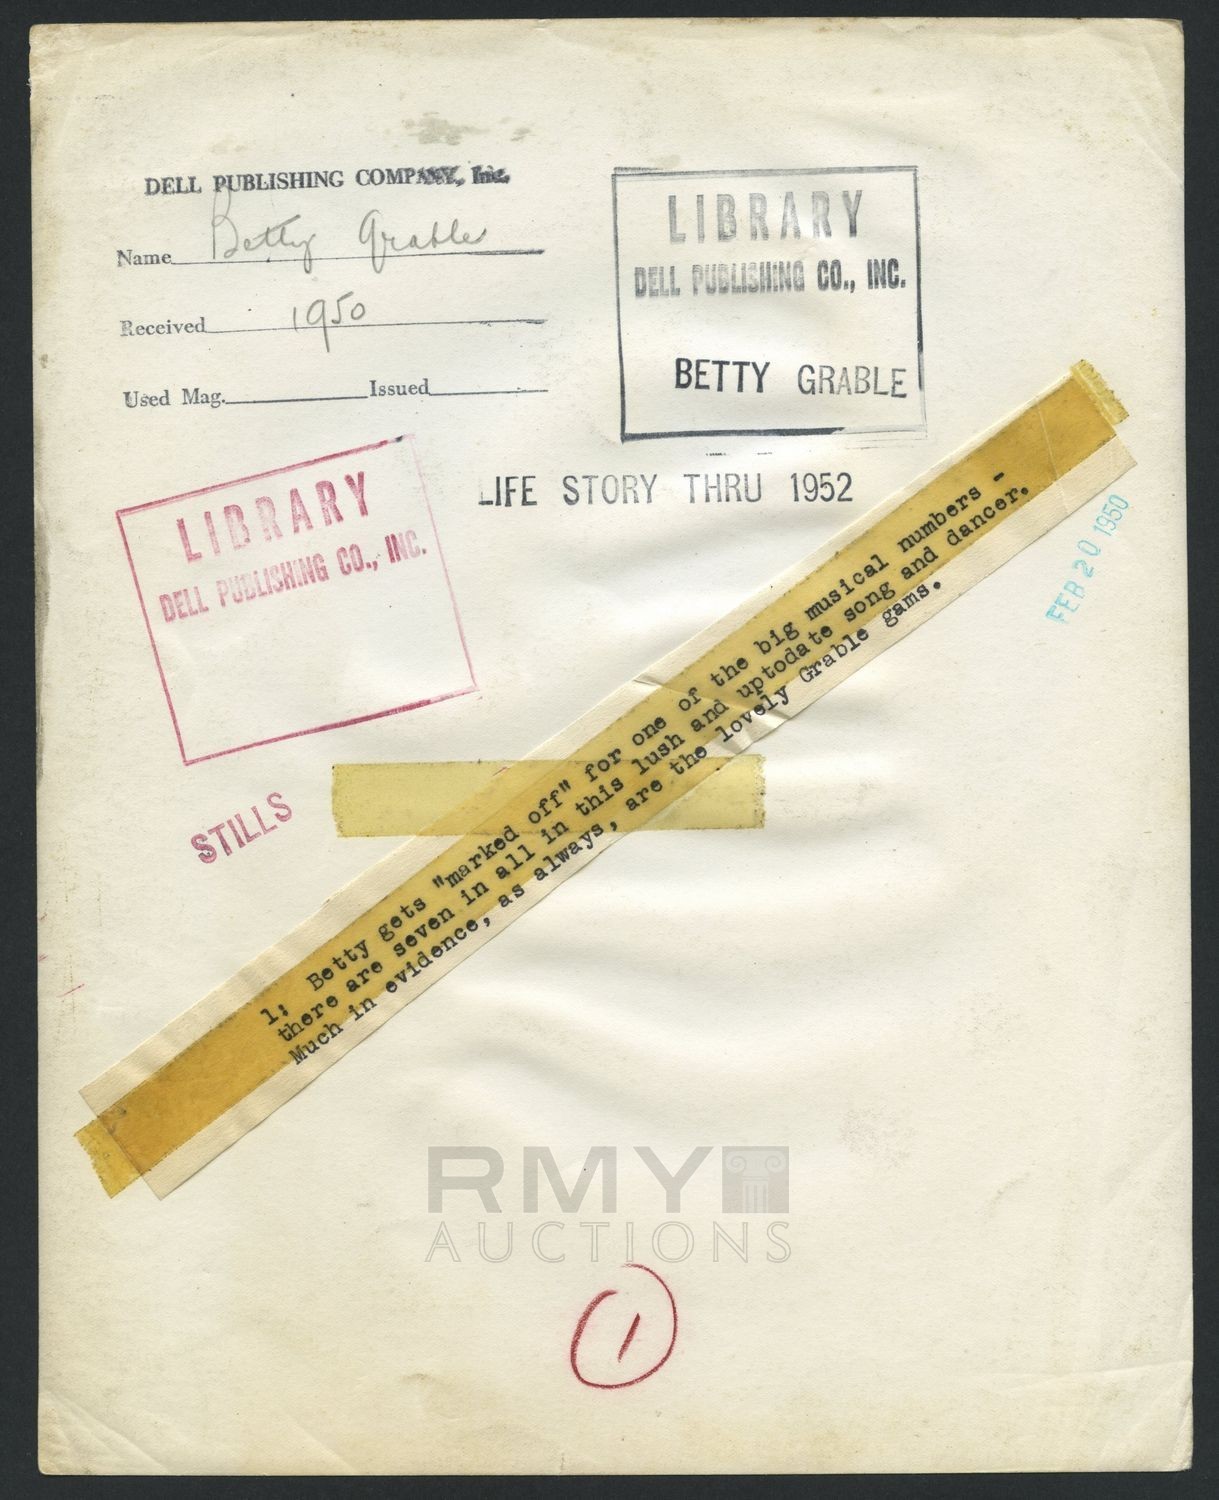 DELL PUBLISHING COMPANY, Inc.
Name Betty Grable
Received 1950
Used Mag. Issued
LIBRARY
DELL PUBLISHING CO., INC.
BETTY GRABLE
LIFE STORY THRU 1952
LIBRARY
DELL PUBLISHING CO., INC.
FEB 20 1950
STILLS
1: Betty gets "marked off" for one of the big musical numbers -
there are seven in all in this lush and uptodate song and dancer.
Much in evidence, as always, are the lovely Grable gams.
RMY
AUCTIONS
1